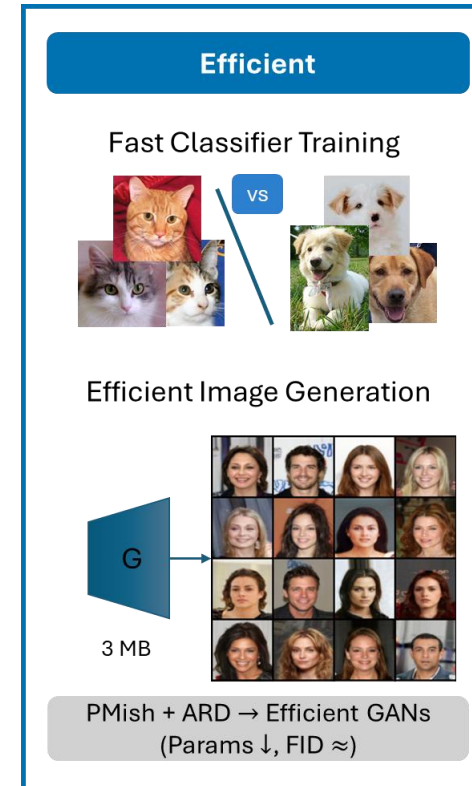 Efficient
Fast Classifier Training
vs
Efficient Image Generation
G
3 MB
PMish + ARD → Efficient GANs
(Params ↓, FID ≈)